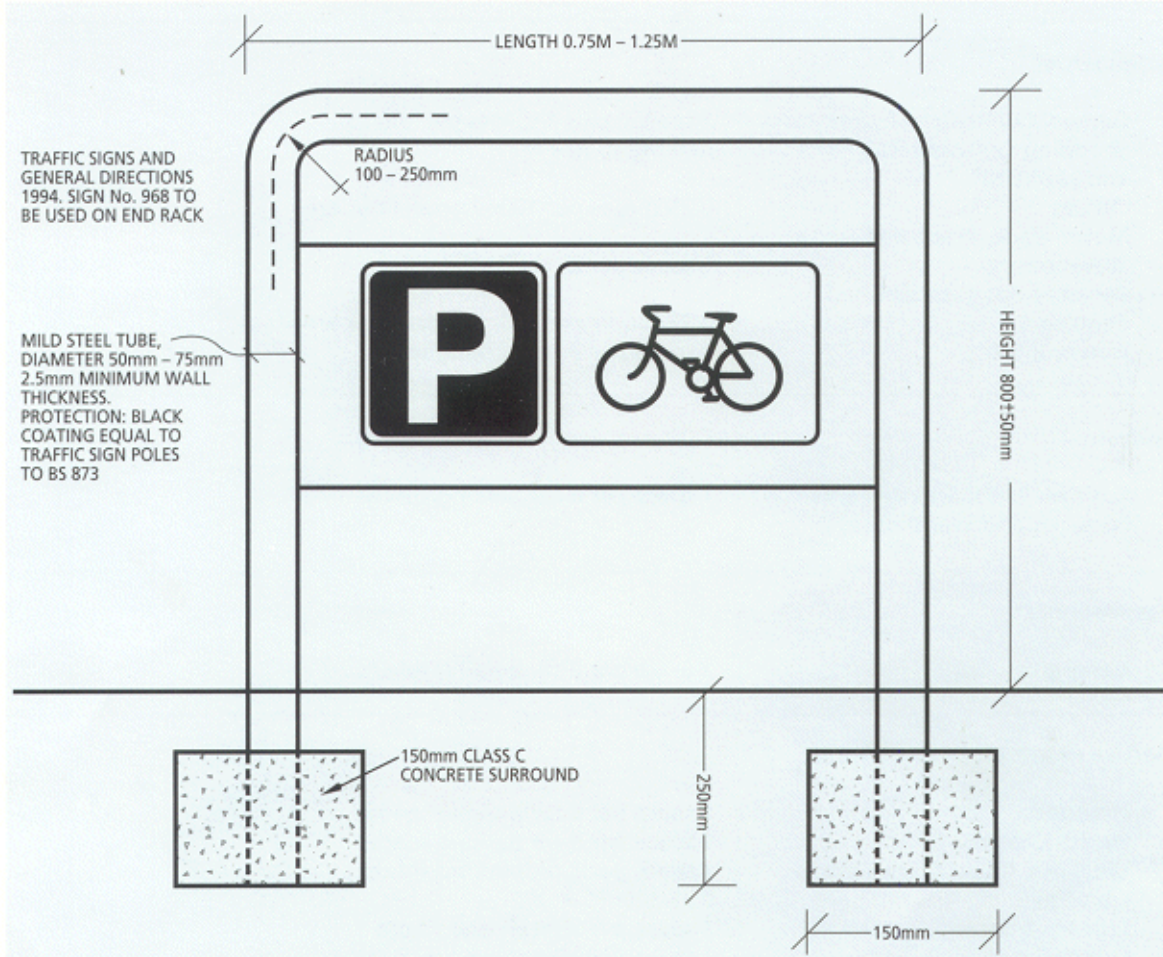 LENGTH 0.75M – 1.25M
TRAFFIC SIGNS AND
GENERAL DIRECTIONS
1994. SIGN No. 968 TO
BE USED ON END RACK
RADIUS
100 – 250mm
P
MILD STEEL TUBE,
DIAMETER 50mm – 75mm
2.5mm MINIMUM WALL
THICKNESS.
PROTECTION: BLACK
COATING EQUAL TO
TRAFFIC SIGN POLES
TO BS 873
HEIGHT 800±50mm
150mm CLASS C
CONCRETE SURROUND
250mm
150mm